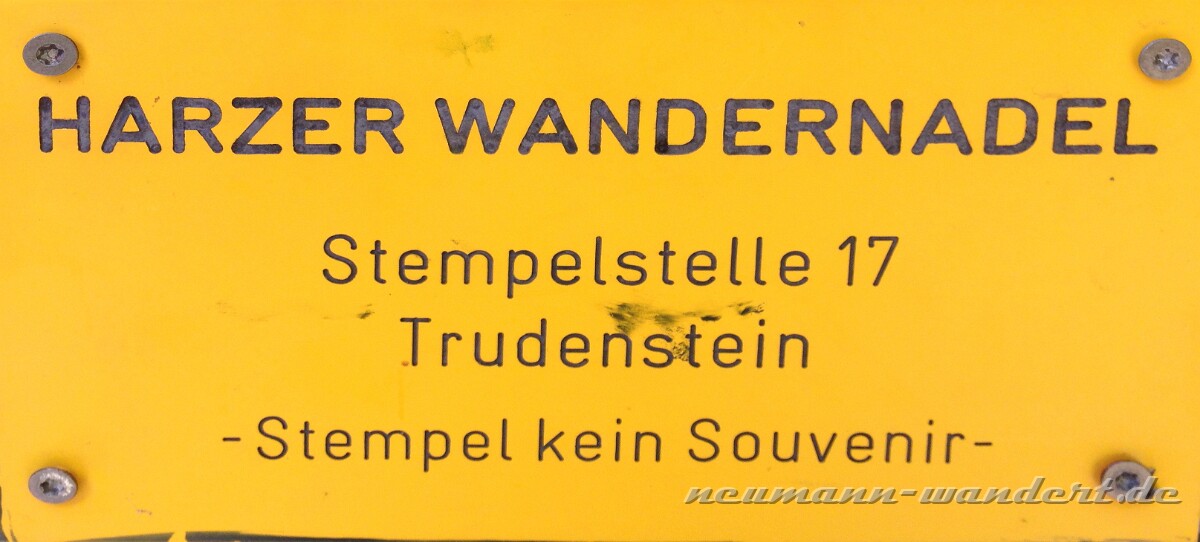 HARZER WANDERNADEL
Stempelstelle 17
Trudenstein
-Stempel kein Souvenir-
neumann-wandert.de